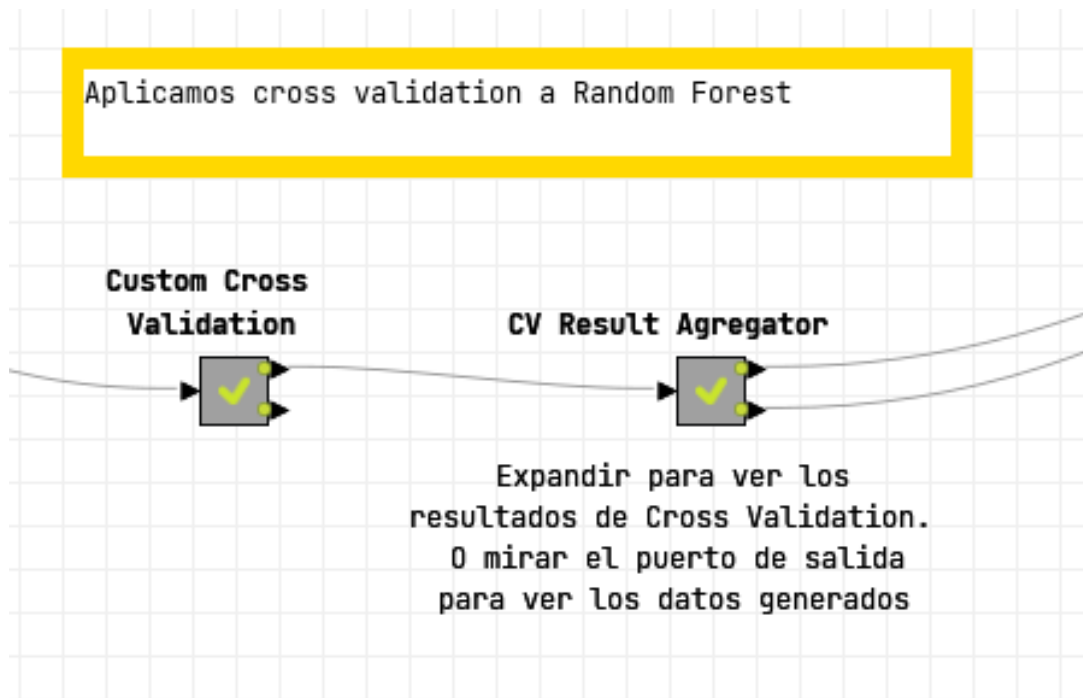 Aplicamos cross validation a Random Forest
Custom Cross
Validation
CV Result Agregator
Expandir para ver los
resultados de Cross Validation.
O mirar el puerto de salida
para ver los datos generados